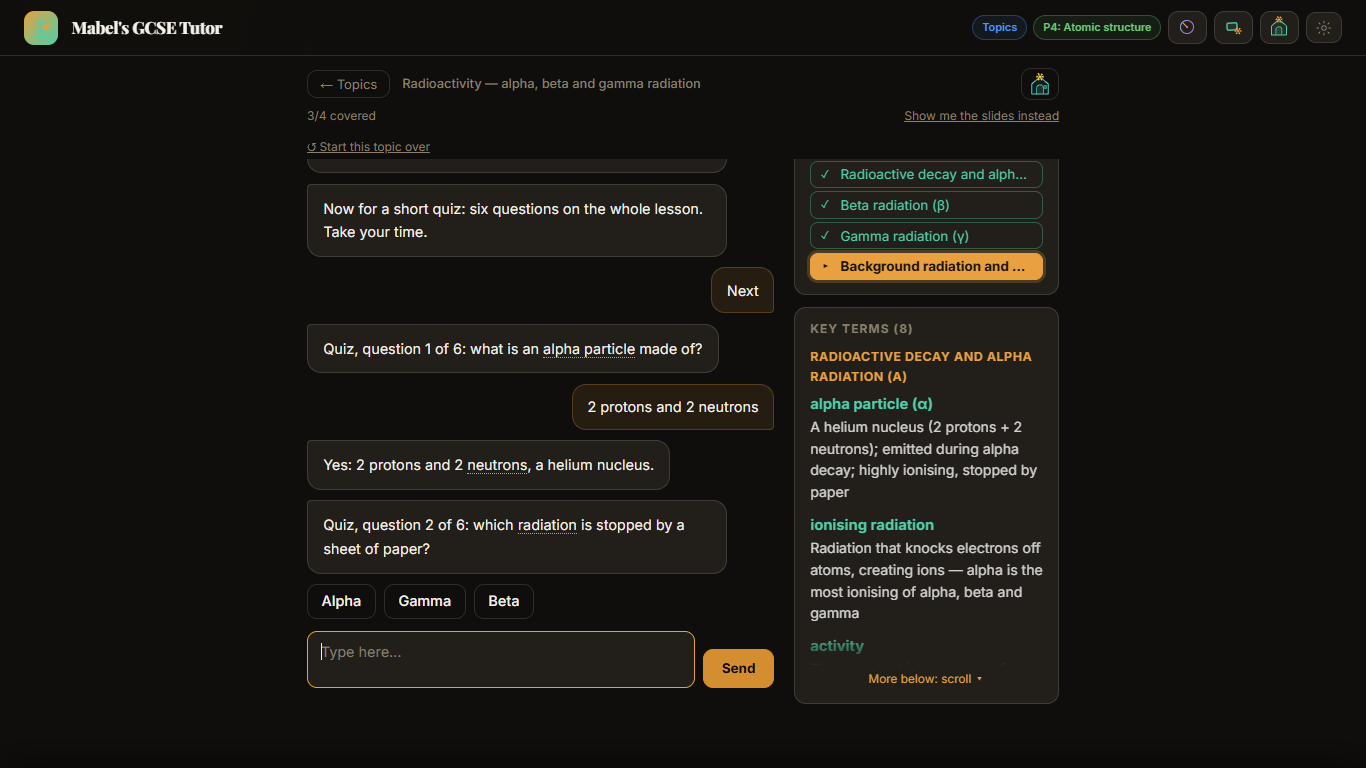 Mabel's GCSE Tutor
Topics
P4: Atomic structure
← Topics
Radioactivity — alpha, beta and gamma radiation
3/4 covered
Show me the slides instead
↺ Start this topic over
Now for a short quiz: six questions on the whole lesson.
Take your time.
Next
Quiz, question 1 of 6: what is an alpha particle made of?
2 protons and 2 neutrons
Yes: 2 protons and 2 neutrons, a helium nucleus.
Quiz, question 2 of 6: which radiation is stopped by a
sheet of paper?
Alpha
Gamma
Beta
Type here...
Send
✓ Radioactive decay and alph...
✓ Beta radiation (β)
✓ Gamma radiation (γ)
▸ Background radiation and ...
KEY TERMS (8)
RADIOACTIVE DECAY AND ALPHA
RADIATION (Α)
alpha particle (α)
A helium nucleus (2 protons + 2
neutrons); emitted during alpha
decay; highly ionising, stopped by
paper
ionising radiation
Radiation that knocks electrons off
atoms, creating ions — alpha is the
most ionising of alpha, beta and
gamma
activity
More below: scroll ▾